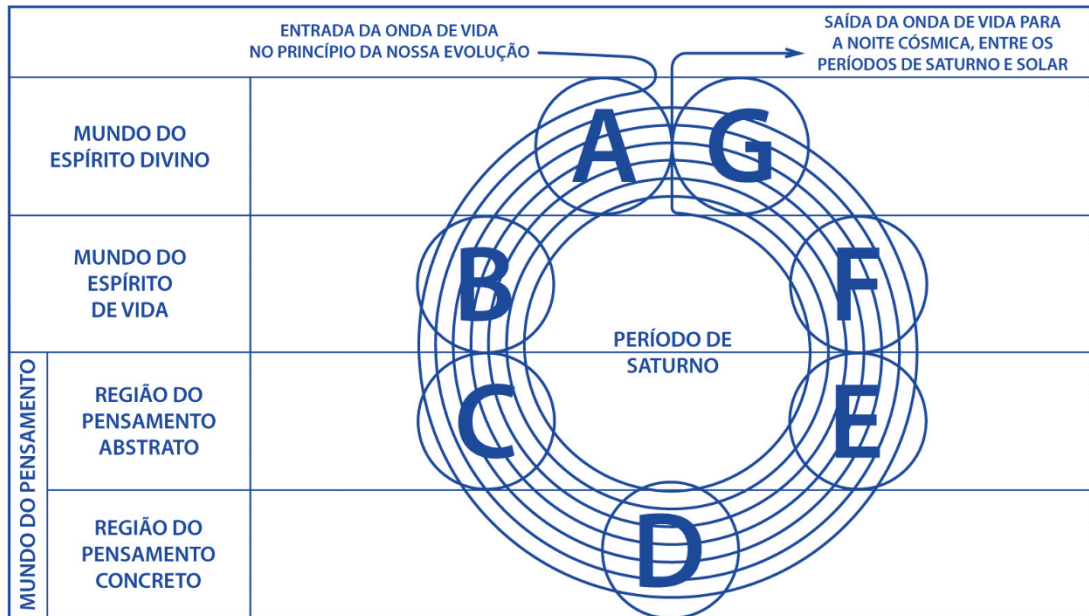 ENTRADA DA ONDA DE VIDA
NO PRINCÍPIO DA NOSSA EVOLUÇÃO
SAÍDA DA ONDA DE VIDA PARA
A NOITE CÓSMICA, ENTRE OS
PERÍODOS DE SATURNO E SOLAR
MUNDO DO
ESPÍRITO DIVINO
A
G
MUNDO DO
ESPÍRITO
DE VIDA
B
F
PERÍODO DE
SATURNO
MUNDO DO PENSAMENTO
REGIÃO DO
PENSAMENTO
ABSTRATO
C
E
REGIÃO DO
PENSAMENTO
CONCRETO
D